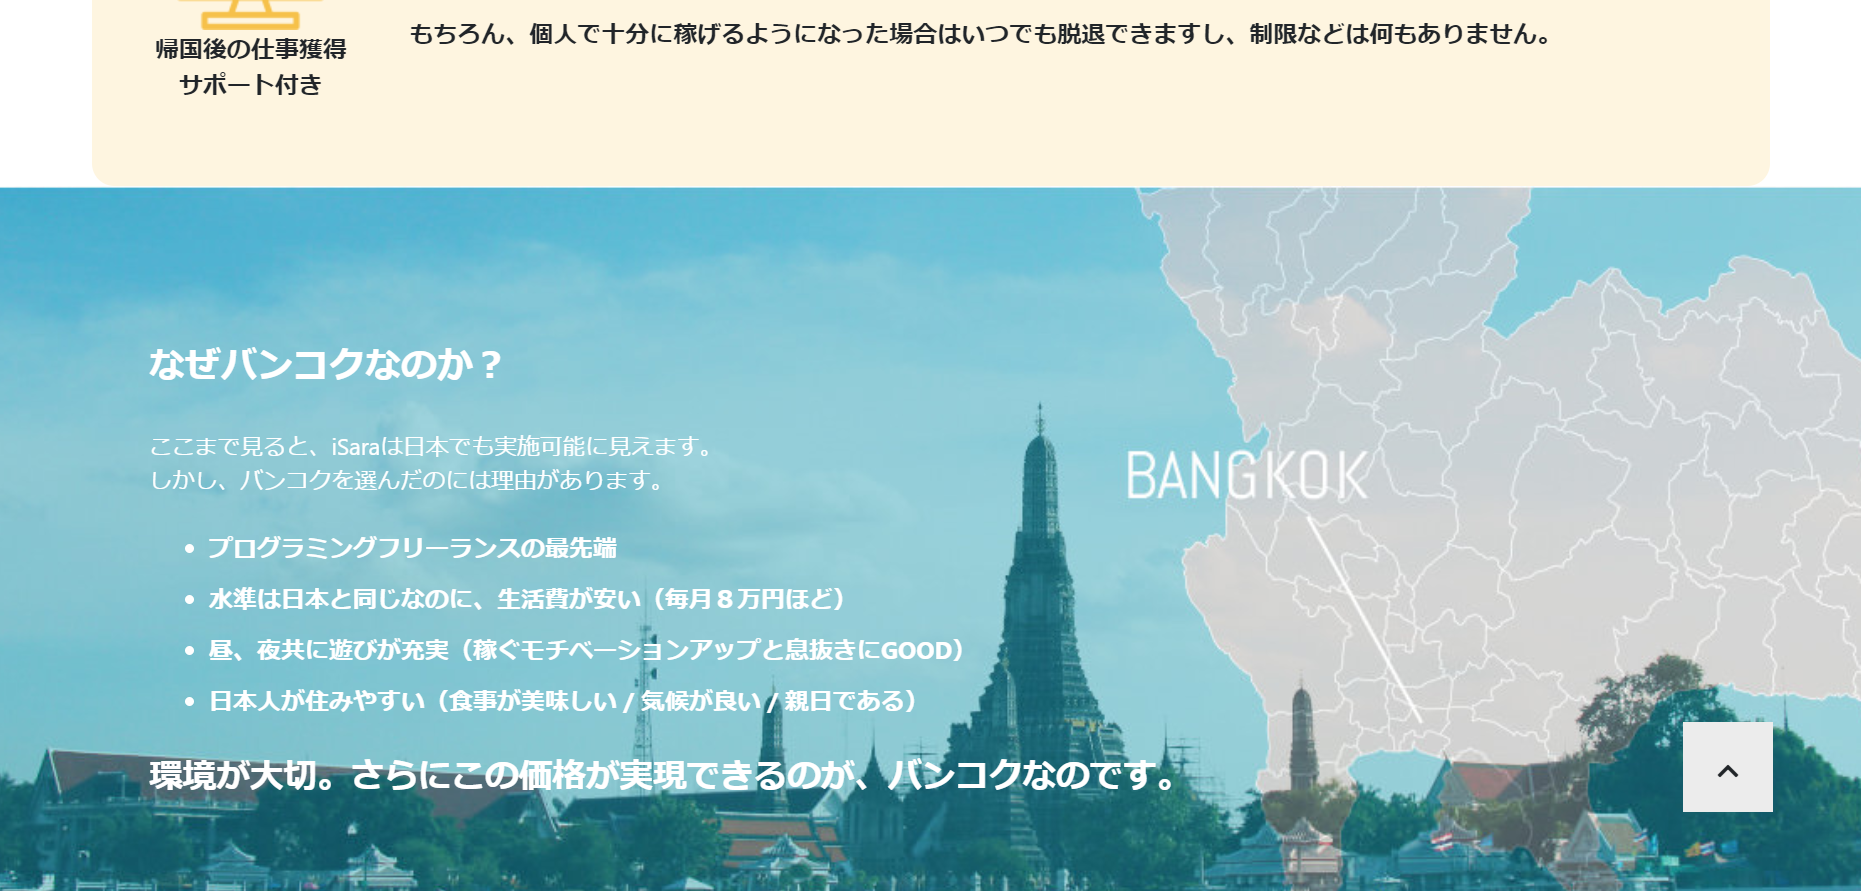 帰国後の仕事獲得
サポート付き
もちろん、個人で十分に稼げるようになった場合はいつでも脱退できますし、制限などは何もありません。
なぜバンコクなのか？
ここまで見ると、iSaraは日本でも実施可能に見えます。
しかし、バンコクを選んだのには理由があります。
• プログラミングフリーランスの最先端
• 水準は日本と同じなのに、生活費が安い（毎月８万円ほど）
• 昼、夜共に遊びが充実（稼ぐモチベーションアップと息抜きにGOOD）
• 日本人が住みやすい（食事が美味しい / 気候が良い / 親日である）
環境が大切。さらにこの価格が実現できるのが、バンコクなのです。
BANGKOK